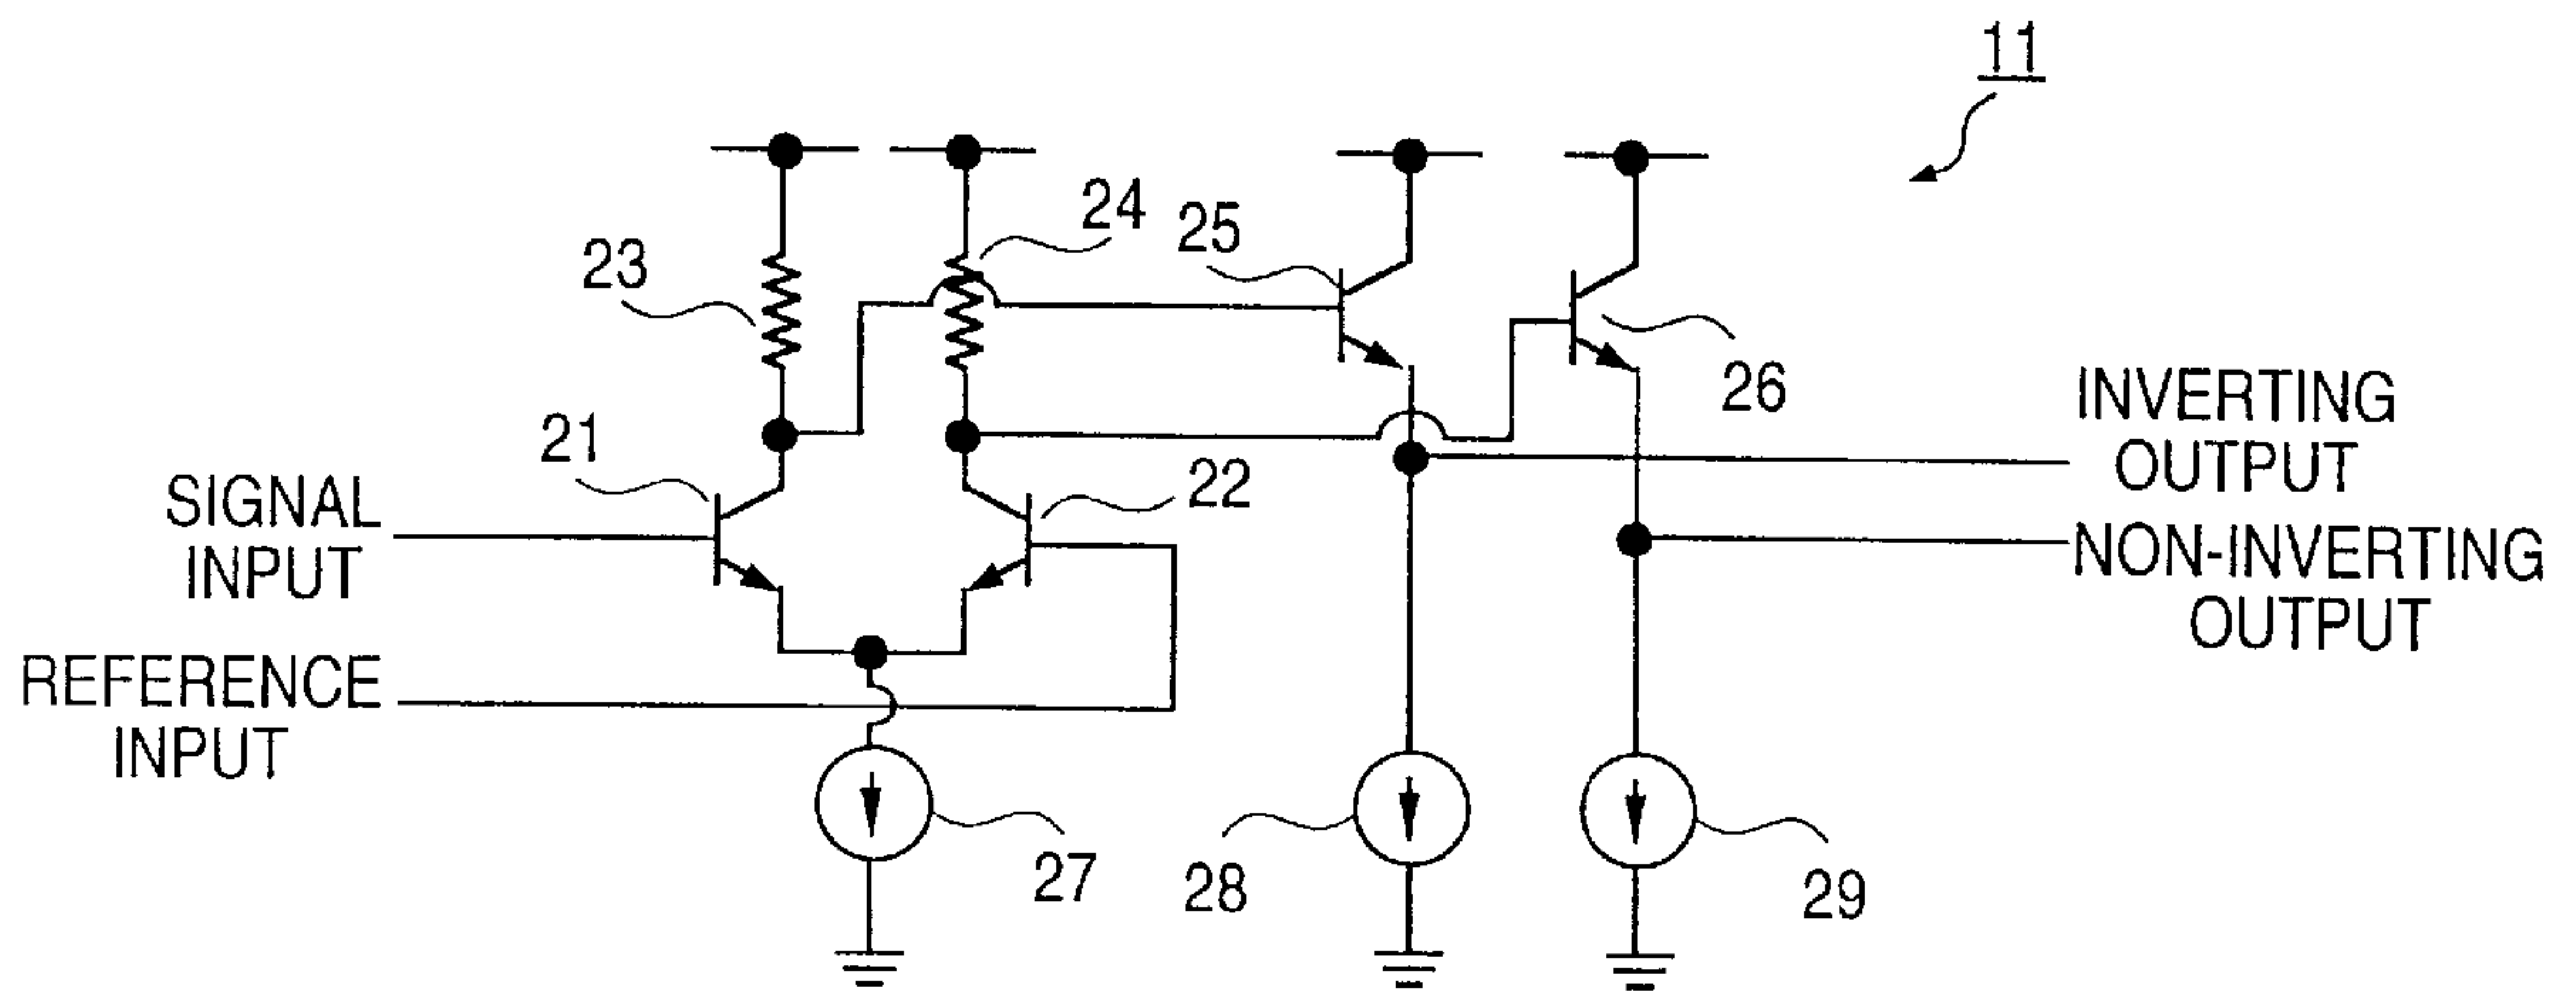 11
24
25
23
26
INVERTING
OUTPUT
21
22
SIGNAL
INPUT
NON-INVERTING
OUTPUT
REFERENCE
INPUT
27
28
29